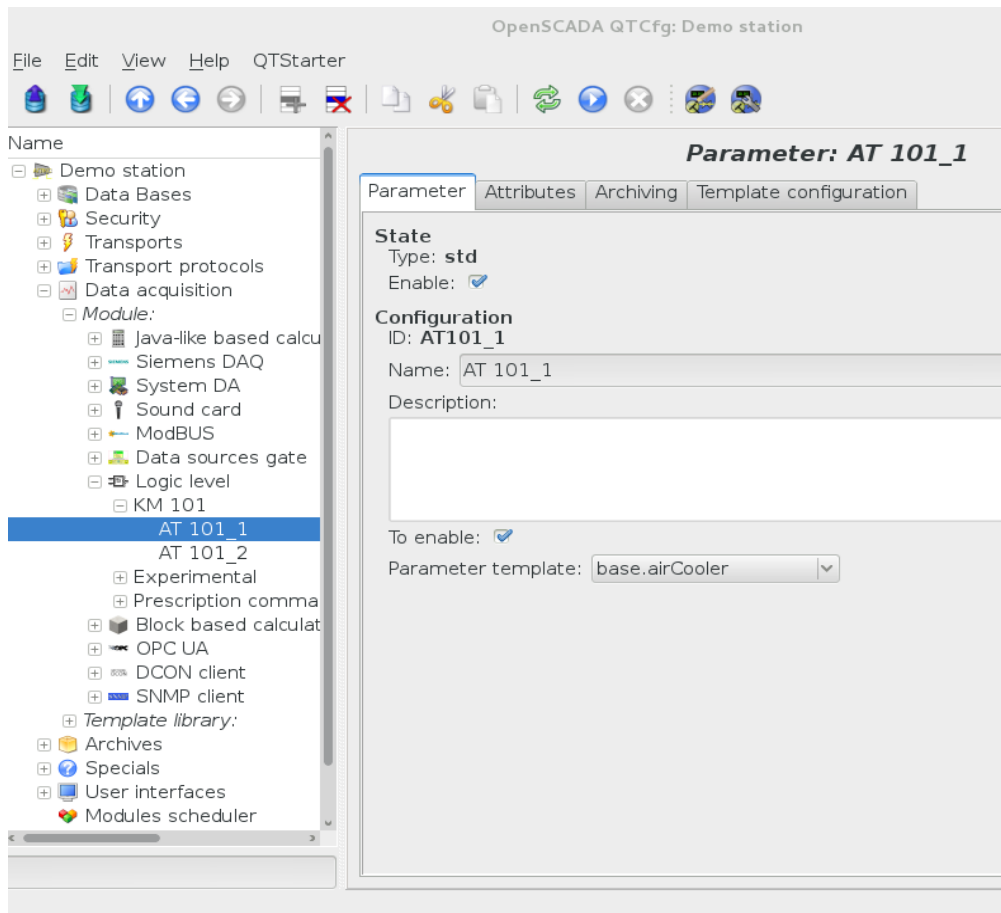 OpenSCADA QTCfg: Demo station
File Edit View Help QTStarter
Name
Demo station
Data Bases
Security
Transports
Transport protocols
Data acquisition
Module:
Java-like based calcu
Siemens DAQ
System DA
Sound card
ModBUS
Data sources gate
Logic level
KM 101
AT 101_1
AT 101_2
Experimental
Prescription comma
Block based calculat
OPC UA
DCON client
SNMP client
Template library:
Archives
Specials
User interfaces
Modules scheduler
Parameter: AT 101_1
Parameter Attributes Archiving Template configuration
State
Type: std
Enable:
Configuration
ID: AT101_1
Name: AT 101_1
Description:
To enable:
Parameter template: base.airCooler